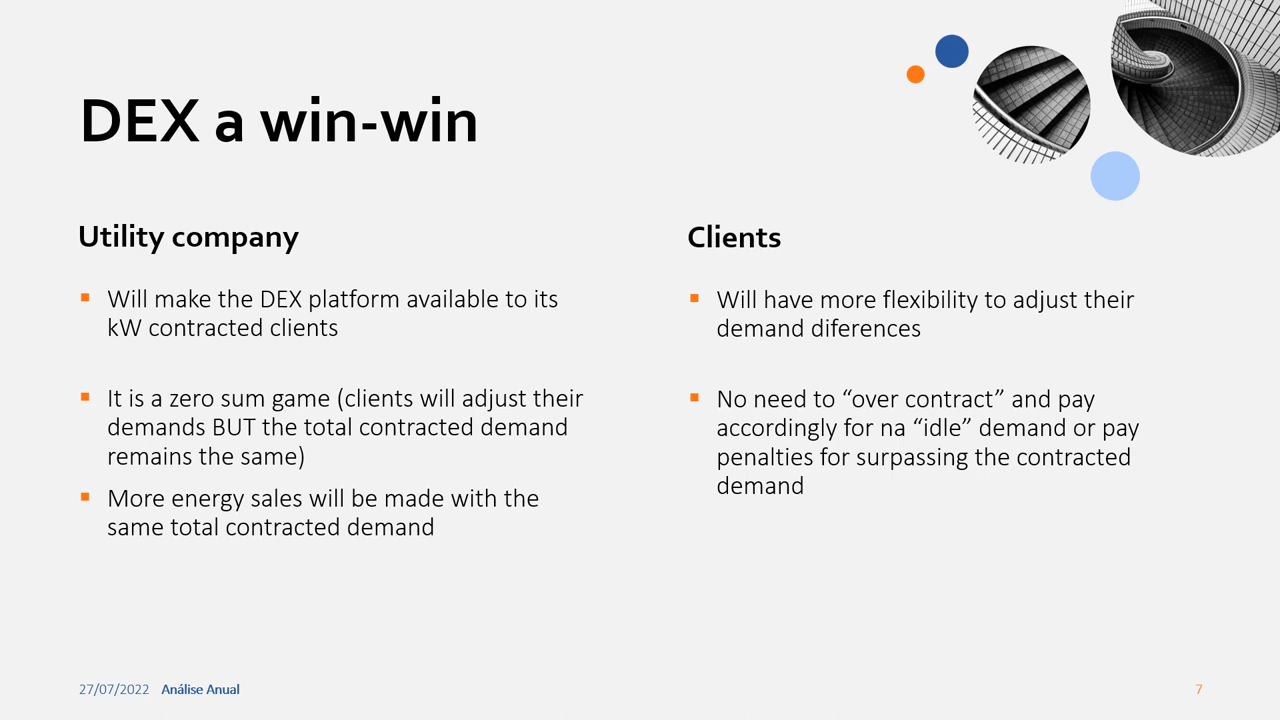 DEX a win-win
Utility company
Will make the DEX platform available to its
kW contracted clients
It is a zero sum game (clients will adjust their
demands BUT the total contracted demand
remains the same)
More energy sales will be made with the
same total contracted demand
Clients
Will have more flexibility to adjust their
demand diferences
No need to “over contract” and pay
accordingly for na “idle” demand or pay
penalties for surpassing the contracted
demand
27/07/2022 Análise Anual
7